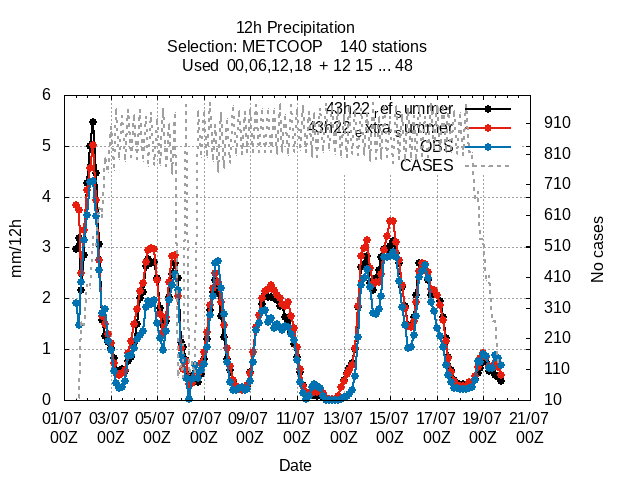 12h Precipitation
Selection: METCOOP 140 stations
Used 00,06,12,18 + 12 15 ... 48
43h22_ref_summer
43h22_extra_summer
OBS
CASES
6
5
4
3
2
1
0
mm/12h
910
810
710
610
510
410
310
210
110
10
No cases
01/07 03/07 05/07 07/07 09/07 11/07 13/07 15/07 17/07 19/07 21/07
00Z 00Z 00Z 00Z 00Z 00Z 00Z 00Z 00Z 00Z 00Z
Date